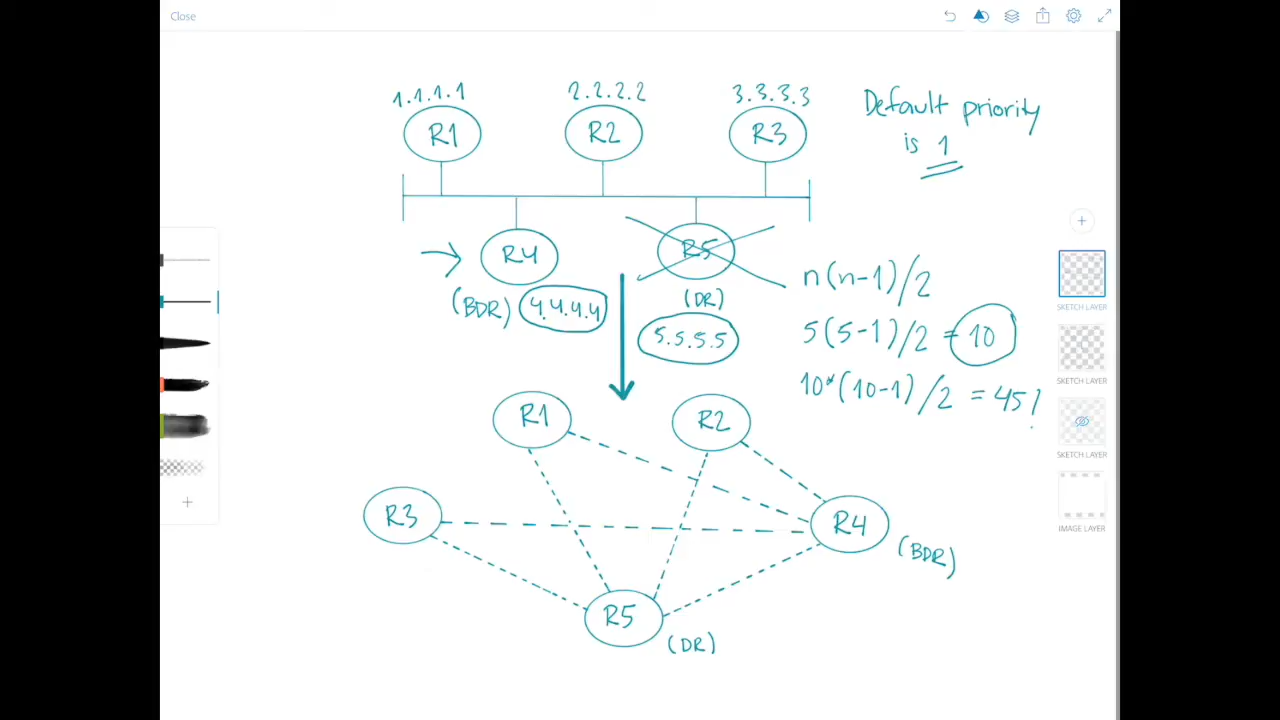 Close
1.1.1.1
2.2.2.2
3.3.3.3
R1
R2
R3
Default priority
is 1
R4
R5
(BDR)
4.4.4.4
(DR)
5.5.5.5
n(n-1)/2
5(5-1)/2 = 10
10*(10-1)/2 = 45!
R1
R2
R3
R4
(BDR)
R5
(DR)
SKETCH LAYER
SKETCH LAYER
SKETCH LAYER
IMAGE LAYER